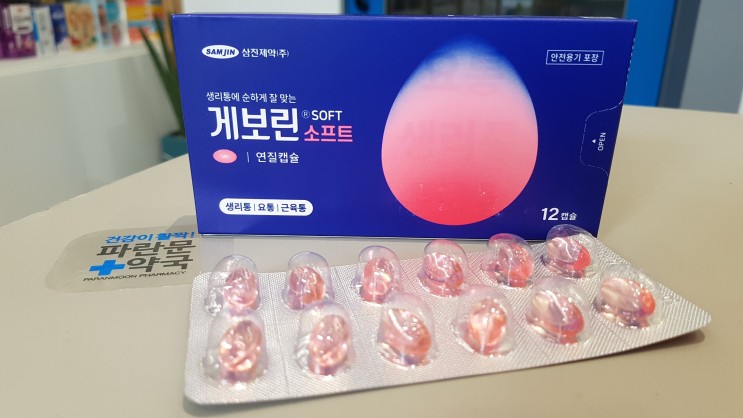 SAMJIN 삼진제약(주)
안전용기 포장
생리통에 순하게 잘 맞는
게보린® SOFT 소프트
연질캡슐
생리통 | 요통 | 근육통
OPEN
12캡슐
건강이 활짝!
파란문
약국
PARANMOON PHARMACY